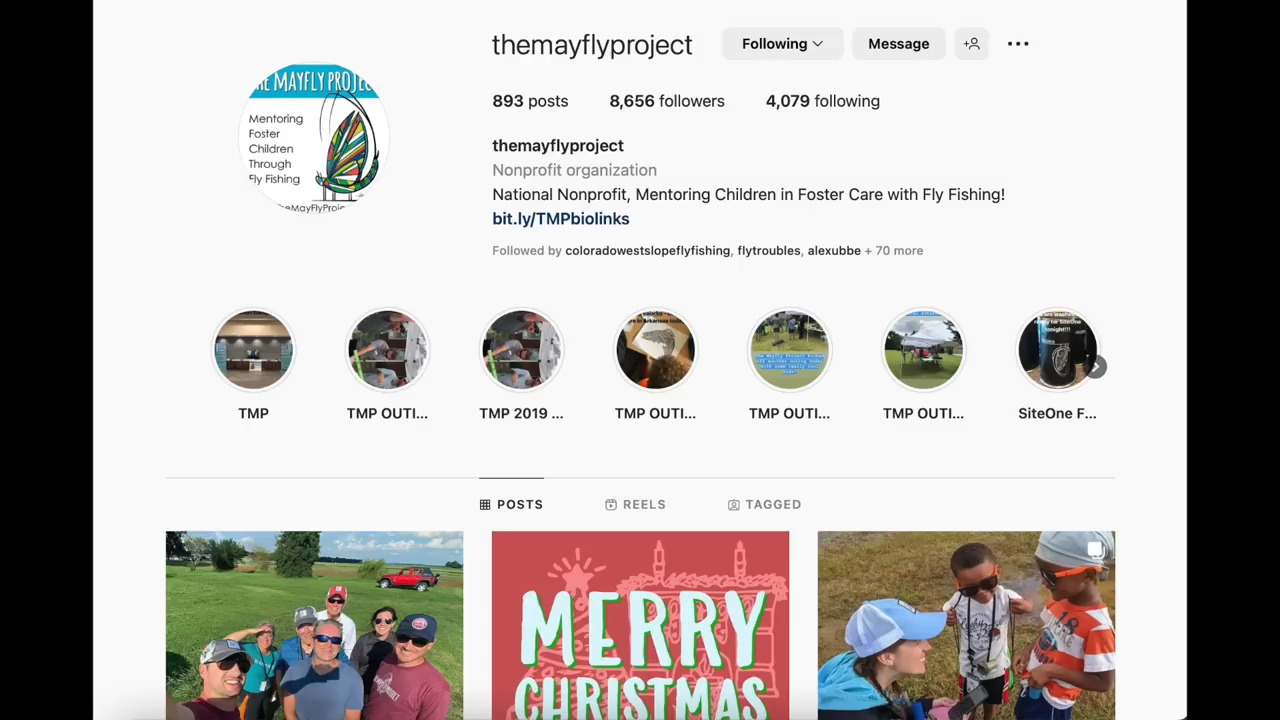 themayflyproject
Following
Message
THE MAYFLY PROJECT
Mentoring
Foster
Children
Through
Fly Fishing
893 posts
8,656 followers
4,079 following
themayflyproject
Nonprofit organization
National Nonprofit, Mentoring Children in Foster Care with Fly Fishing!
bit.ly/TMPbiolinks
Followed by coloradowestslopeflyfishing, flytroubles, alexubbe + 70 more
TMP
TMP OUTI...
TMP 2019 ...
TMP OUTI...
TMP OUTI...
TMP OUTI...
SiteOne F...
POSTS
REELS
TAGGED
MERRY
CHRISTMAS